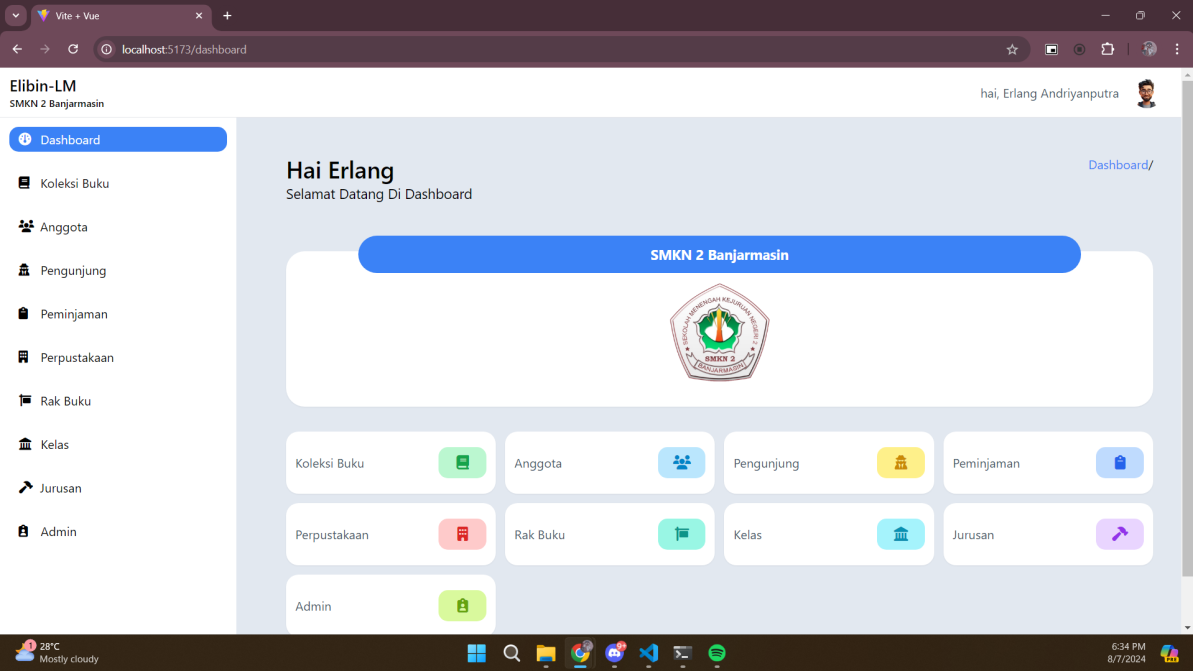 Vite + Vue
localhost:5173/dashboard
Elibin-LM
SMKN 2 Banjarmasin
hai, Erlang Andriyanputra
Dashboard
Koleksi Buku
Anggota
Pengunjung
Peminjaman
Perpustakaan
Rak Buku
Kelas
Jurusan
Admin
Hai Erlang
Selamat Datang Di Dashboard
Dashboard/
SMKN 2 Banjarmasin
SEKOLAH MENENGAH KEJURUAN NEGERI 2
SMKN 2
BANJARMASIN
Koleksi Buku
Anggota
Pengunjung
Peminjaman
Perpustakaan
Rak Buku
Kelas
Jurusan
Admin
1
28°C
Mostly cloudy
9+
PRE
6:34 PM
8/7/2024